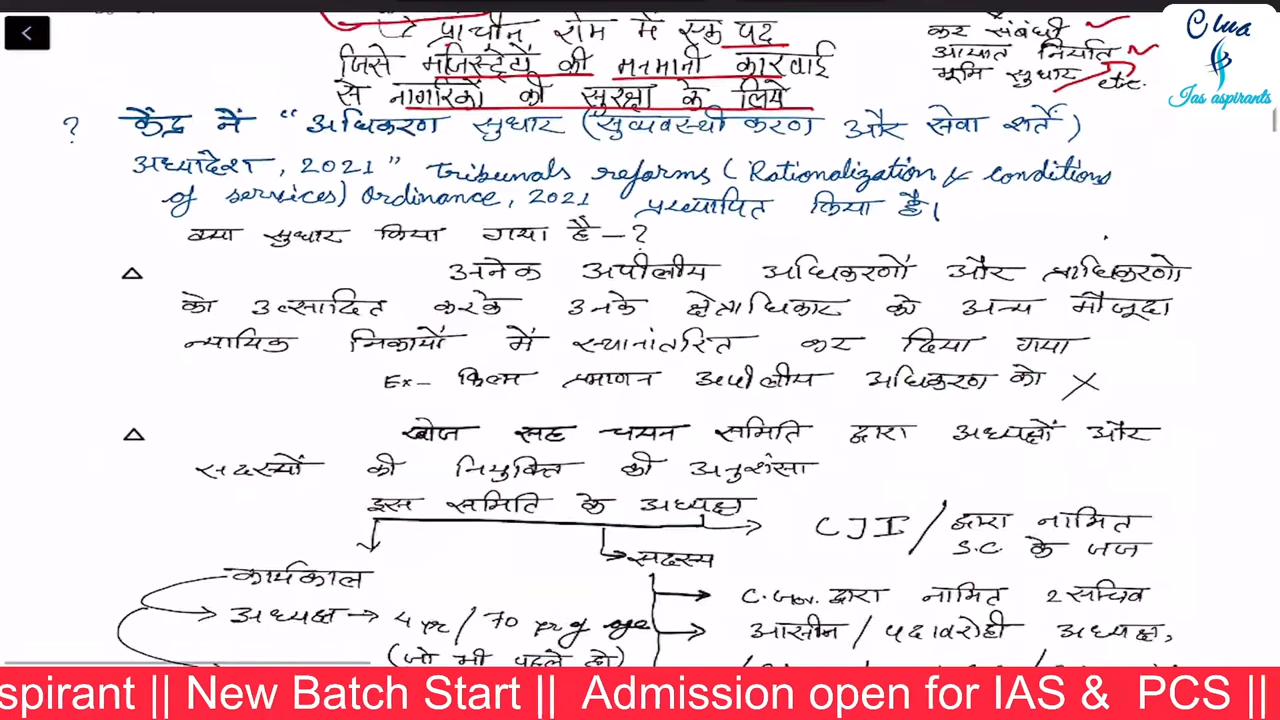 प्राचीन रोम में एक पद
जिसे मजिस्ट्रेटों की मनमानी कारवाई
से नागरिकों की सुरक्षा के लिये
कर संबंधी
आयात निर्यात
भूमि सुधार etc.
Clua
Ias aspirants
? केंद्र नें "अधिकरण सुधार (सुव्यवस्थीकरण और सेवा शर्तें)
अध्यादेश, 2021" Tribunals reforms (Rationalization & conditions
of services) Ordinance, 2021 प्रख्यापित किया है।
क्या सुधार किया गया है-?
△ अनेक अपीलीय अधिकरणों और प्राधिकरणो
को उत्सादित करके उनके क्षेत्राधिकार को अन्य मौजूदा
न्यायिक निकायों में स्थानांतरित कर दिया गया
Ex- फिल्म प्रमाणन अपीलीय अधिकरण को X
△ खोज सह चयन समिति द्वारा अध्यक्षों और
सदस्यों की नियुक्ति की अनुशंसा
इस समिति के अध्यक्ष
CJI / द्वारा नामित
S.C. के जज
सदस्य
कार्यकाल
C. Gov. द्वारा नामित 2 सचिव
अध्यक्ष → 4 yr / 70 yr of age
आसीन / पदावरोही अध्यक्ष,
(जो भी पहले हो)
spirant || New Batch Start || Admission open for IAS & PCS ||